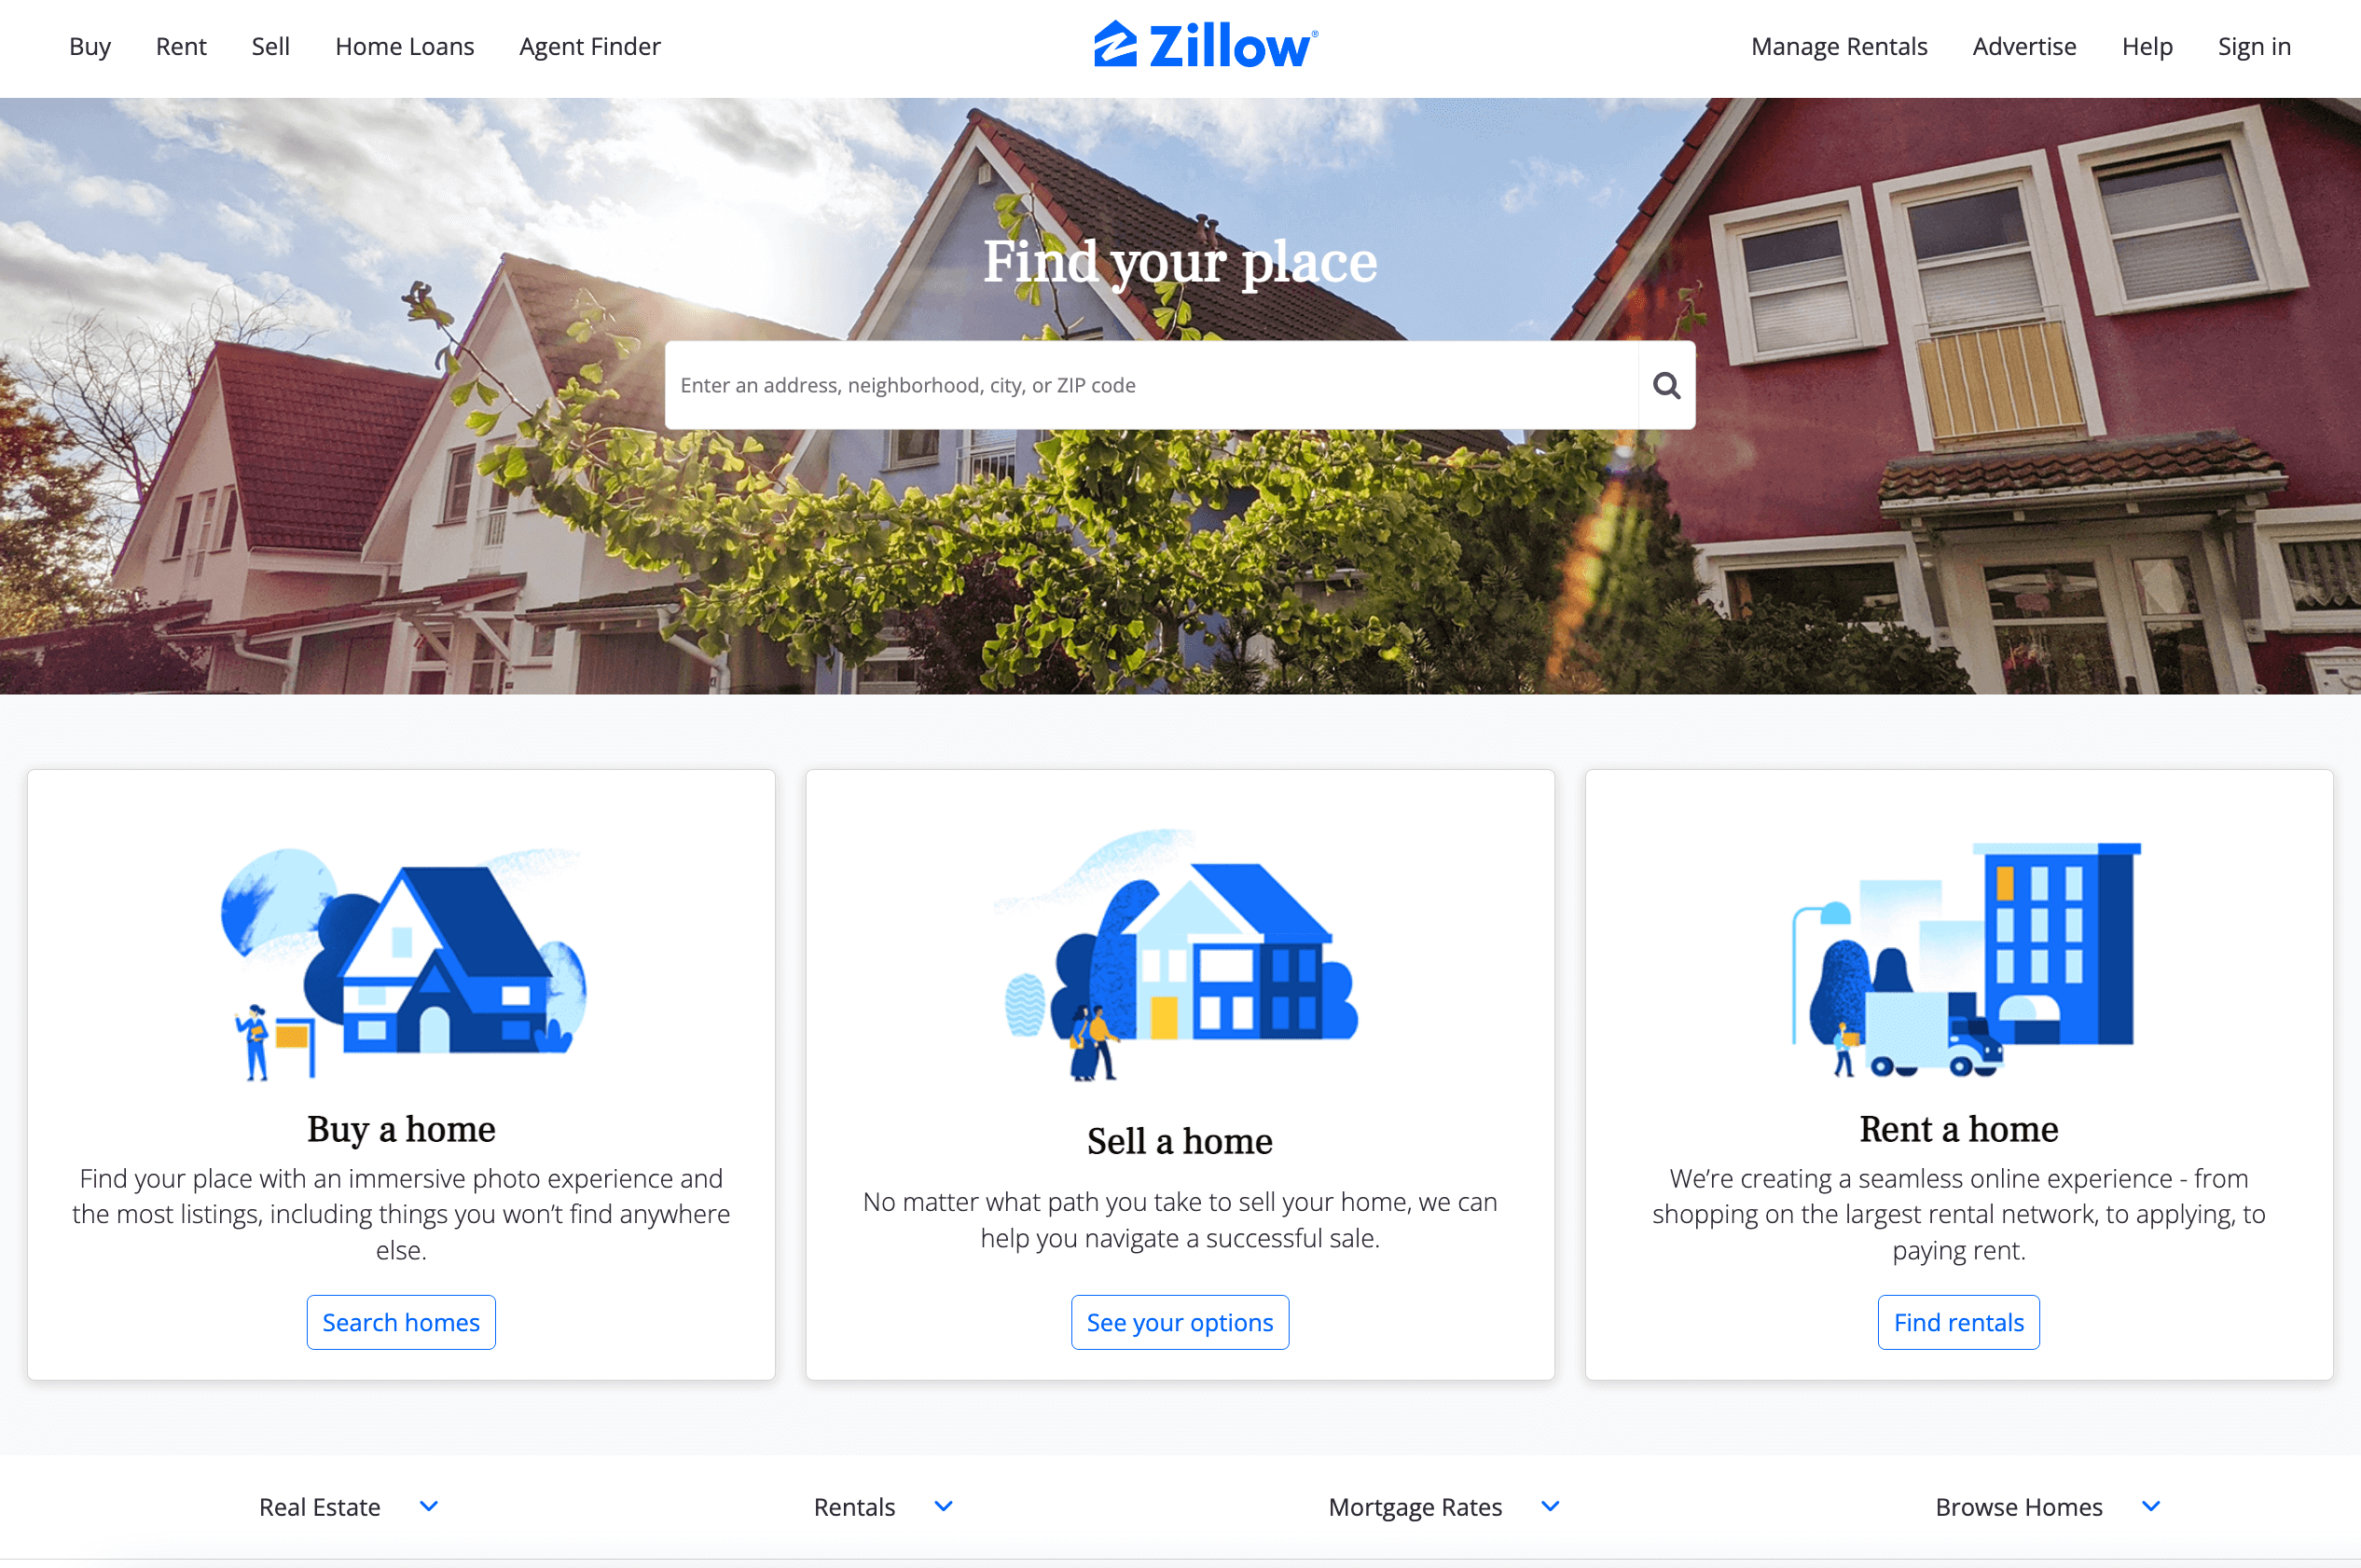 Buy Rent Sell Home Loans Agent Finder Zillow® Manage Rentals Advertise Help Sign in
Find your place
Enter an address, neighborhood, city, or ZIP code
Buy a home
Find your place with an immersive photo experience and
the most listings, including things you won’t find anywhere
else.
Search homes
Sell a home
No matter what path you take to sell your home, we can
help you navigate a successful sale.
See your options
Rent a home
We’re creating a seamless online experience - from
shopping on the largest rental network, to applying, to
paying rent.
Find rentals
Real Estate Rentals Mortgage Rates Browse Homes